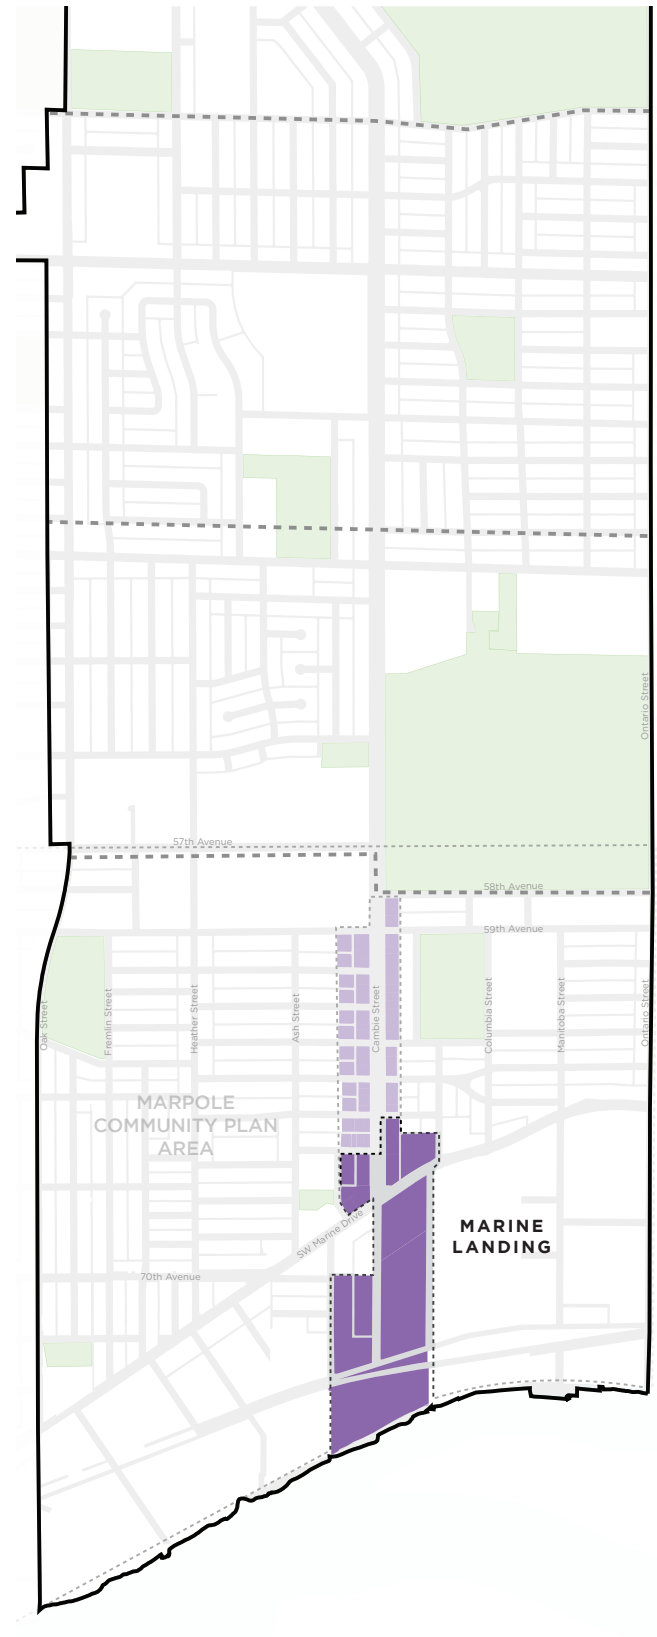 Ontario Street
57th Avenue
58th Avenue
59th Avenue
Oak Street
Fremlin Street
Heather Street
Ash Street
Cambie Street
Columbia Street
Manitoba Street
Ontario Street
MARPOLE
COMMUNITY PLAN
AREA
SW Marine Drive
MARINE
LANDING
70th Avenue